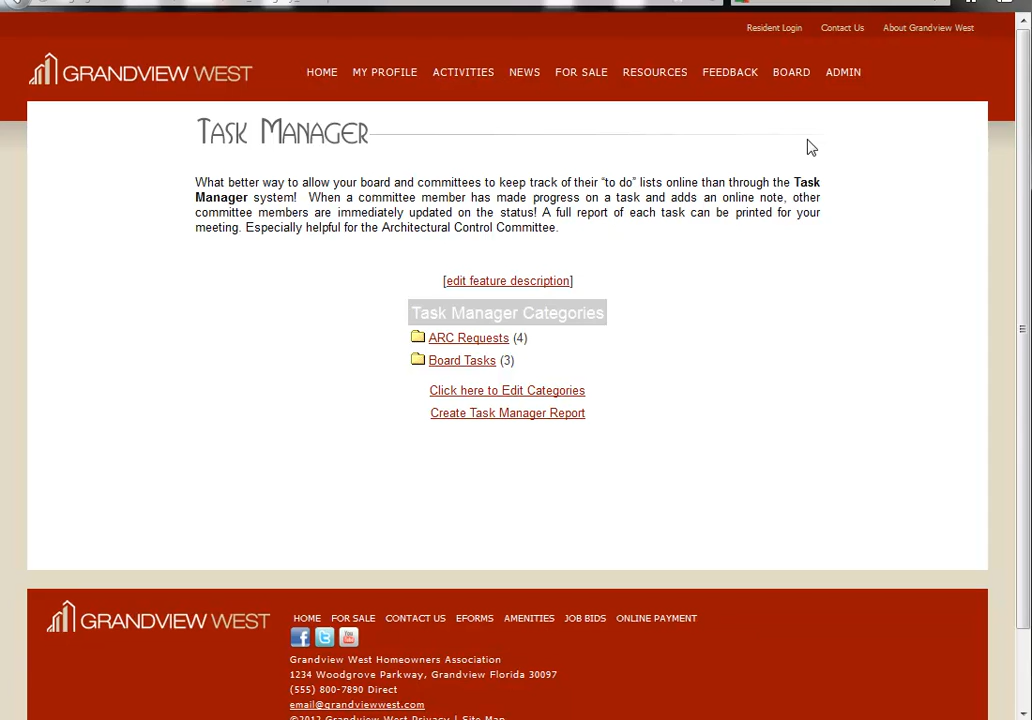 Resident Login Contact Us About Grandview West
GRANDVIEW WEST
HOME MY PROFILE ACTIVITIES NEWS FOR SALE RESOURCES FEEDBACK BOARD ADMIN
TASK MANAGER
What better way to allow your board and committees to keep track of their “to do” lists online than through the Task
Manager system! When a committee member has made progress on a task and adds an online note, other
committee members are immediately updated on the status! A full report of each task can be printed for your
meeting. Especially helpful for the Architectural Control Committee.
[edit feature description]
Task Manager Categories
ARC Requests (4)
Board Tasks (3)
Click here to Edit Categories
Create Task Manager Report
GRANDVIEW WEST
HOME FOR SALE CONTACT US EFORMS AMENITIES JOB BIDS ONLINE PAYMENT
Grandview West Homeowners Association
1234 Woodgrove Parkway, Grandview Florida 30097
(555) 800-7890 Direct
email@grandviewwest.com
©2012 Grandview West Privacy | Site Map